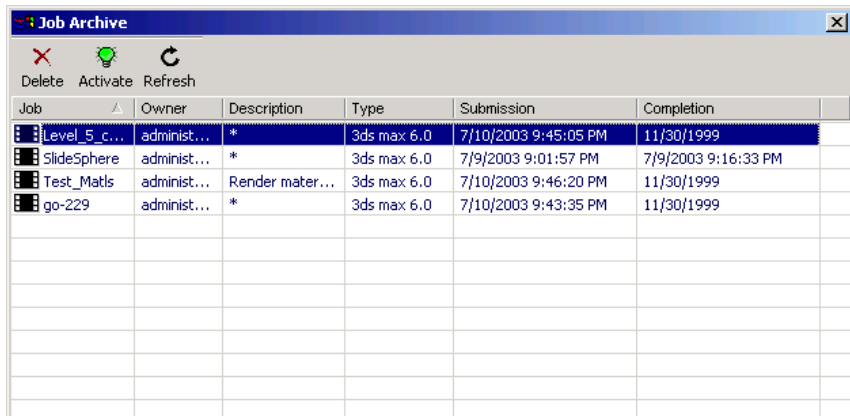 Job Archive
Delete Activate Refresh
Job Owner Description Type Submission Completion
Level_5_c... administ... * 3ds max 6.0 7/10/2003 9:45:05 PM 11/30/1999
SlideSphere administ... * 3ds max 6.0 7/9/2003 9:01:57 PM 7/9/2003 9:16:33 PM
Test_Matls administ... Render mater... 3ds max 6.0 7/10/2003 9:46:20 PM 11/30/1999
go-229 administ... * 3ds max 6.0 7/10/2003 9:43:35 PM 11/30/1999